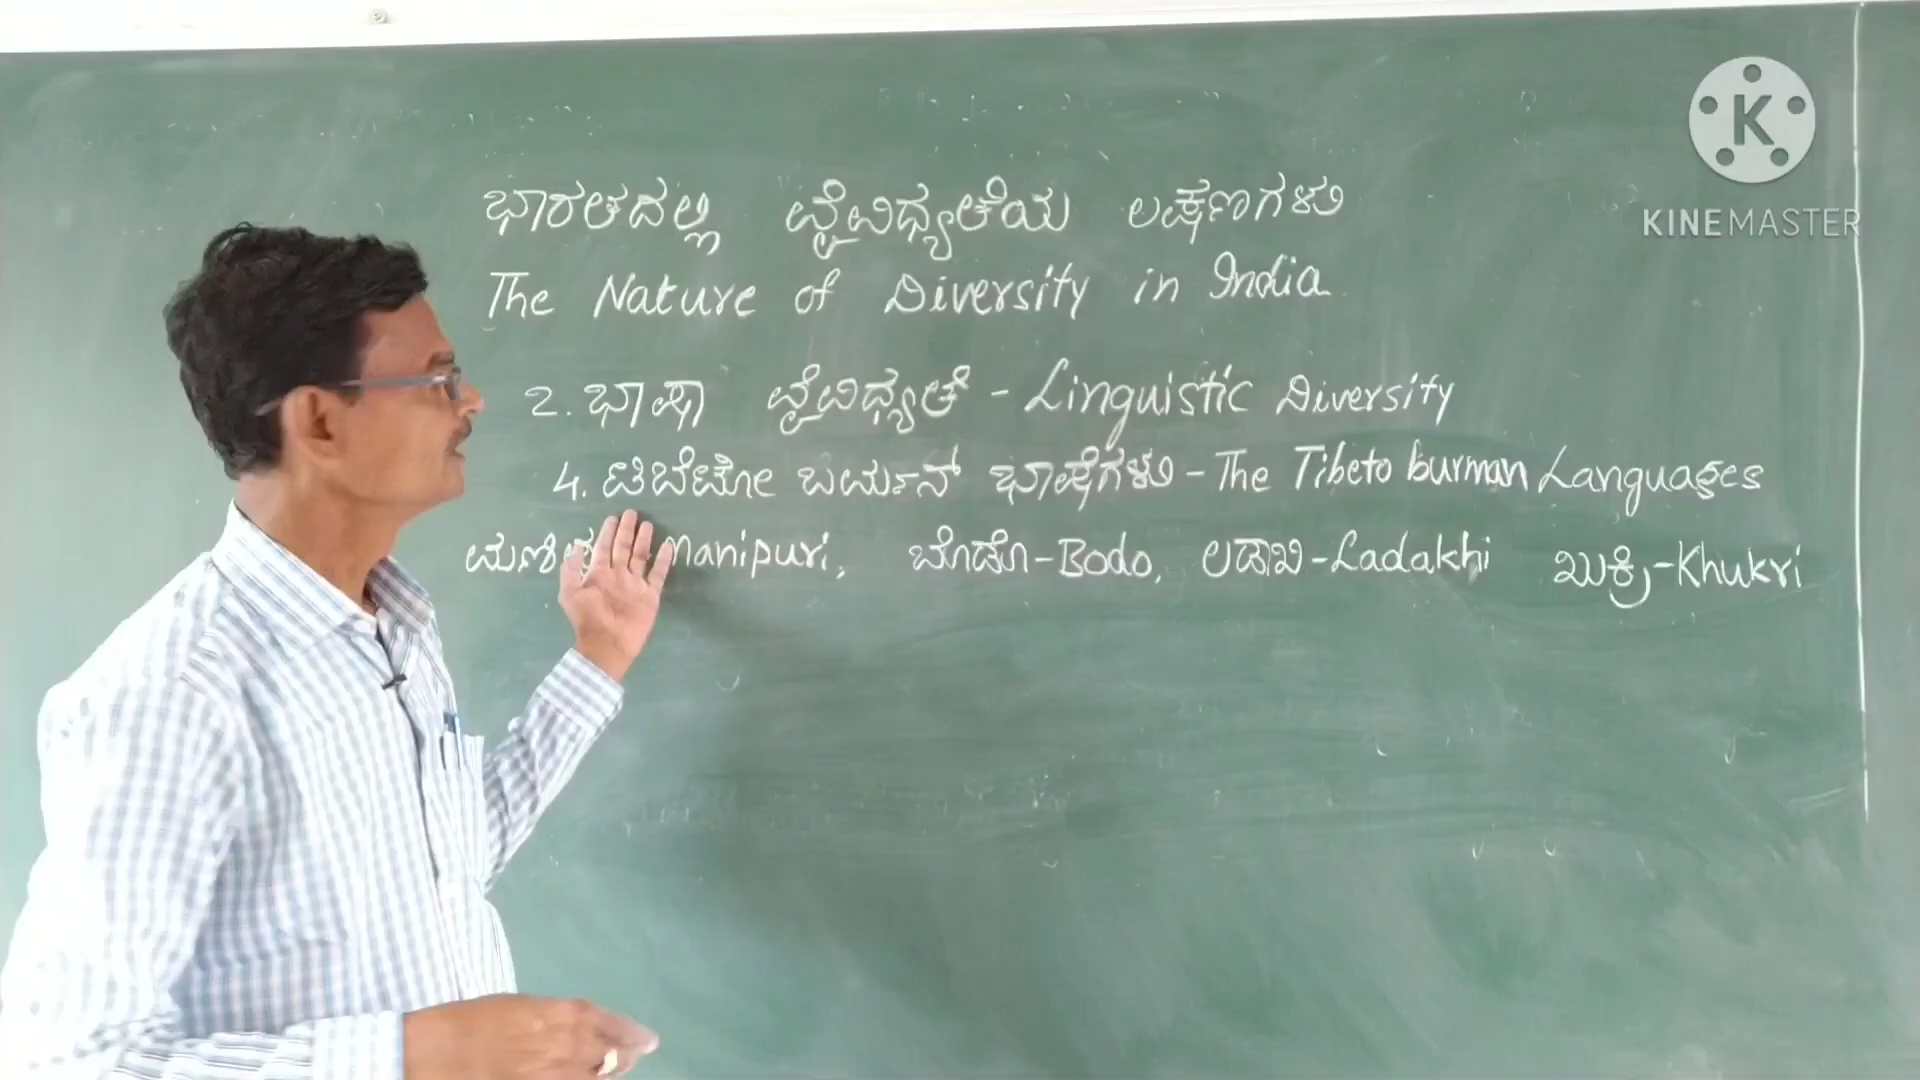 K
KINEMASTER
ಭಾರತದಲ್ಲಿ ವೈವಿಧ್ಯತೆಯ ಲಕ್ಷಣಗಳು
The Nature of Diversity in India
2. ಭಾಷಾ ವೈವಿಧ್ಯತೆ - Linguistic Diversity
4. ಟಿಬೇಟೋ ಬರ್ಮನ್ ಭಾಷೆಗಳು - The Tibeto burman Languages
Manipuri, ಬೊಡೊ - Bodo, ಲಡಾಖಿ - Ladakhi ಖುಕ್ರಿ - Khukri